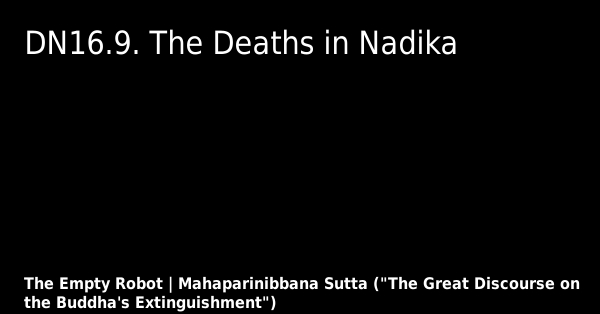 DN16.9. The Deaths in Nadika
The Empty Robot | Mahaparinibbana Sutta ("The Great Discourse on
the Buddha's Extinguishment")